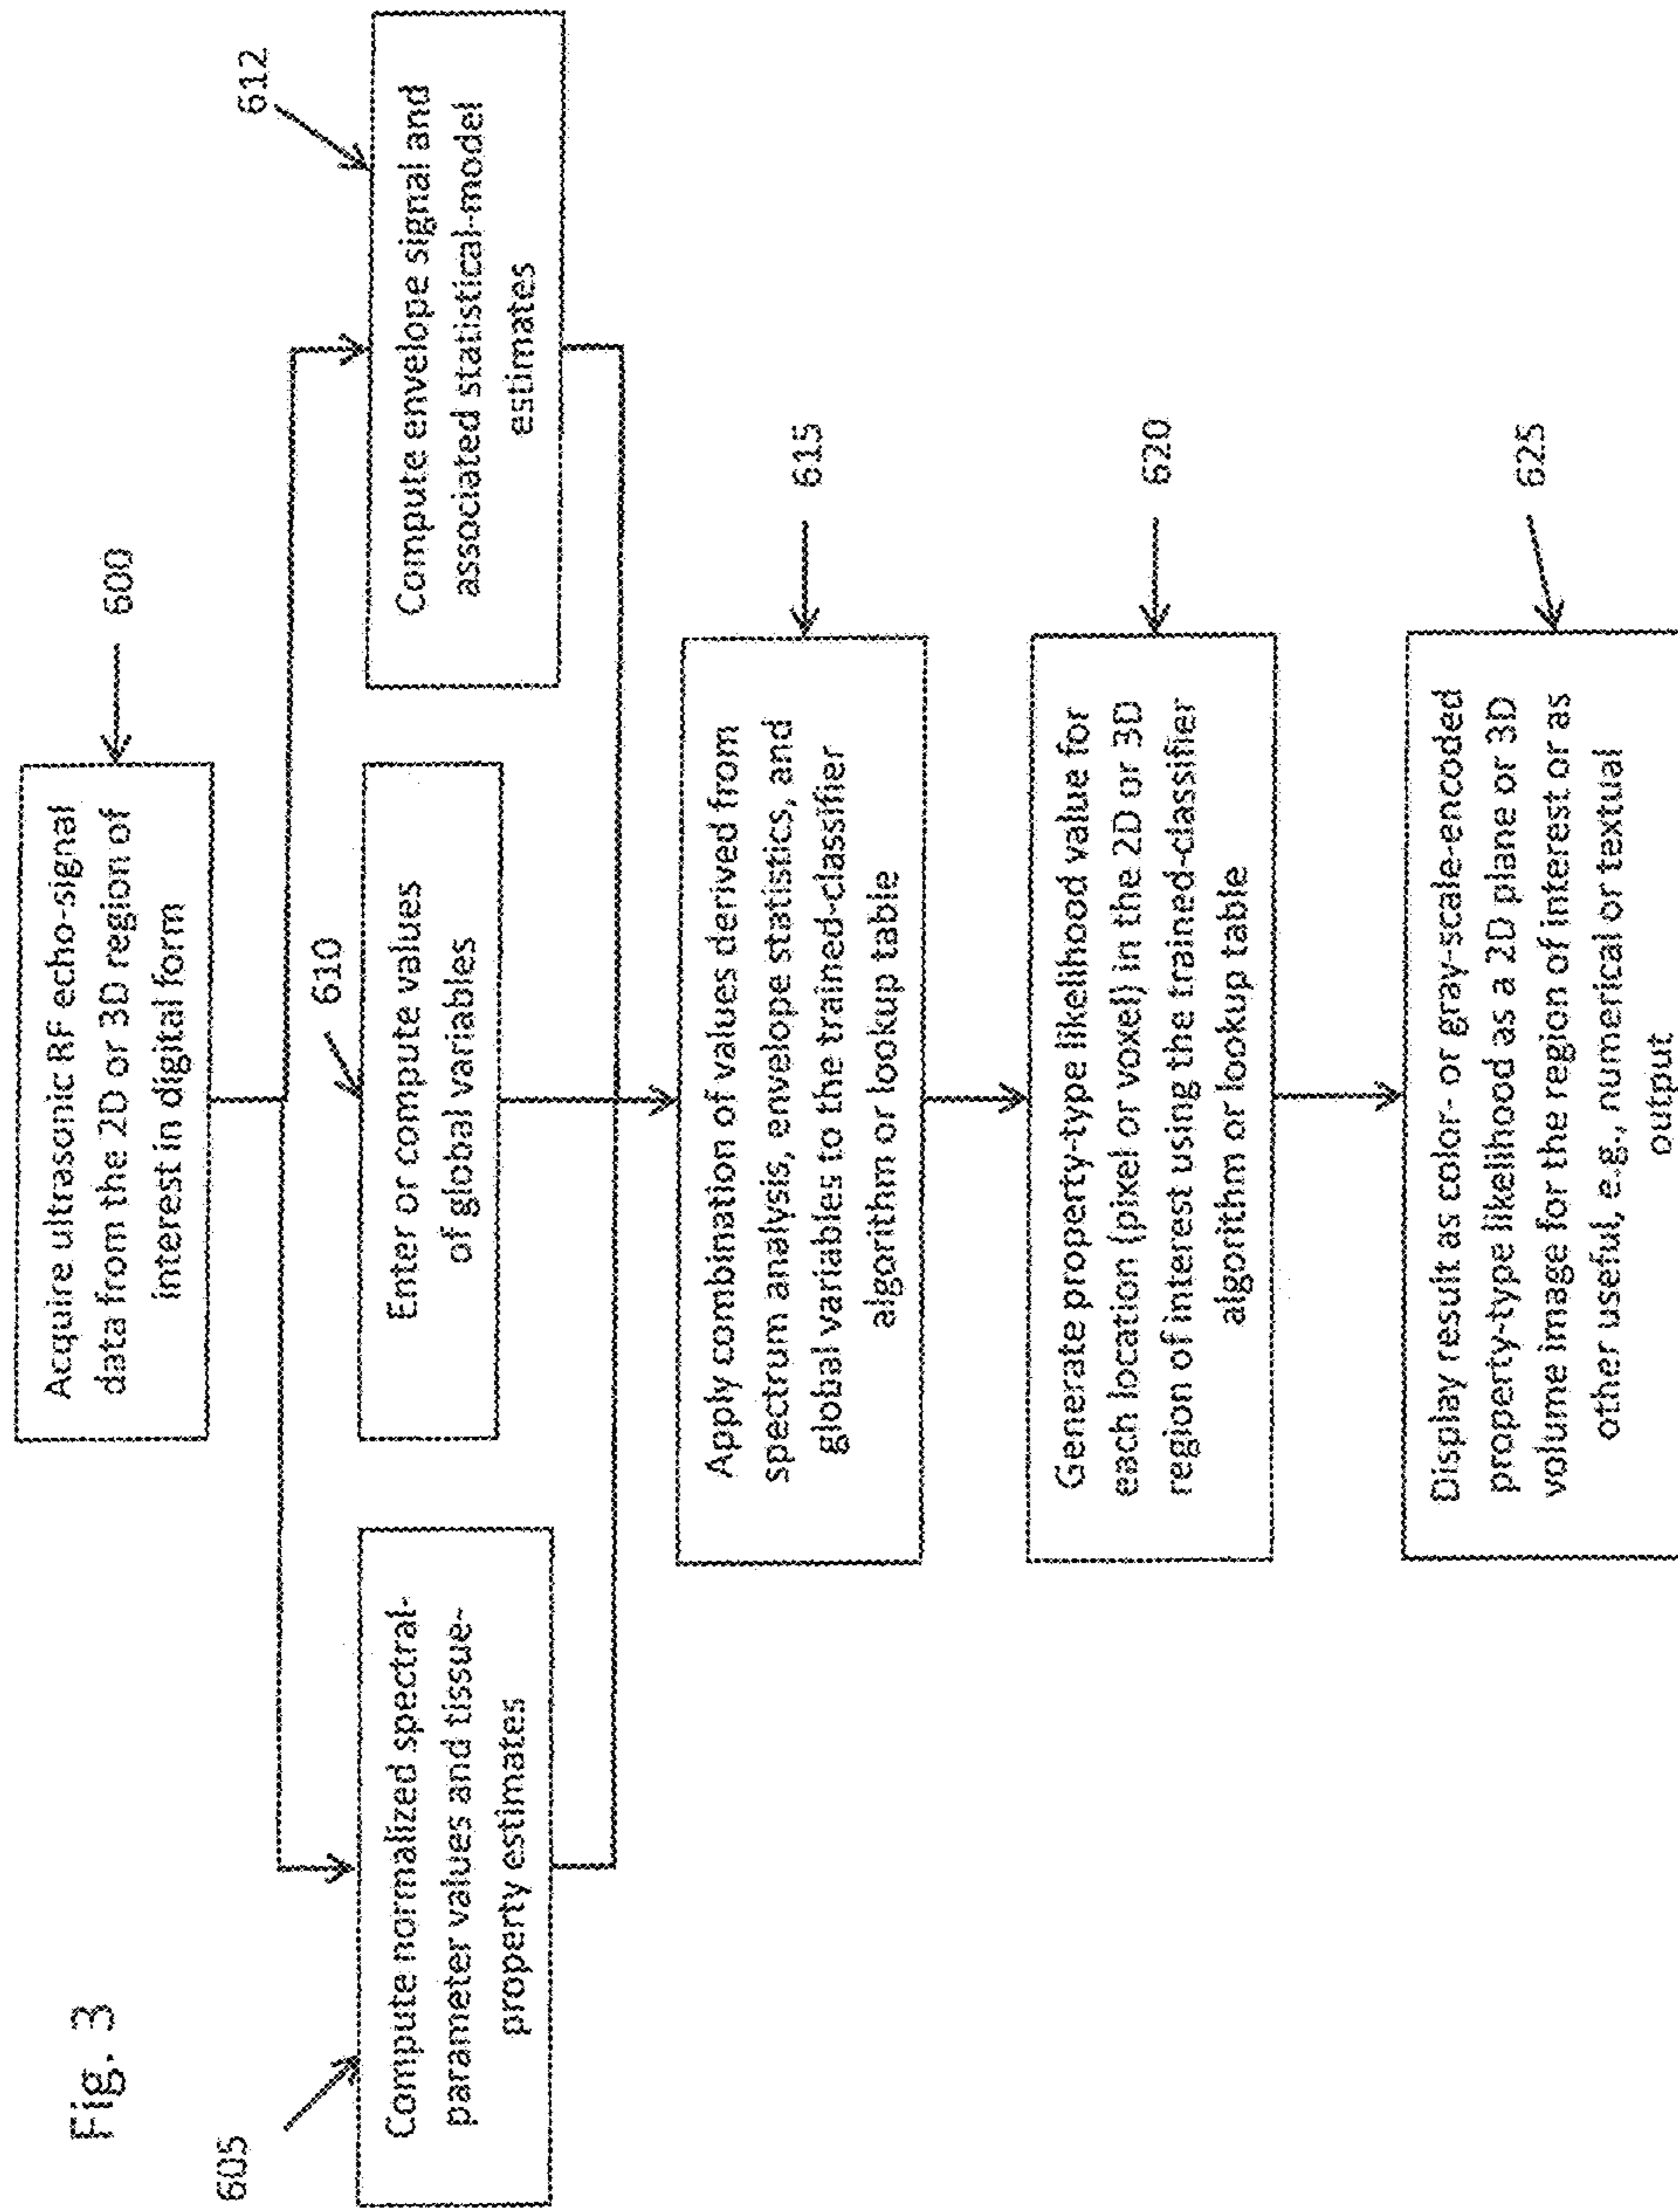 Fig. 3
600
Acquire ultrasonic RF echo-signal
data from the 2D or 3D region of
interest in digital form
605
Compute normalized spectral-
parameter values and tissue-
property estimates
610
Enter or compute values
of global variables
612
Compute envelope signal and
associated statistical-model
estimates
615
Apply combination of values derived from
spectrum analysis, envelope statistics, and
global variables to the trained-classifier
algorithm or lookup table
620
Generate property-type likelihood value for
each location (pixel or voxel) in the 2D or 3D
region of interest using the trained-classifier
algorithm or lookup table
625
Display result as color- or gray-scale-encoded
property-type likelihood as a 2D plane or 3D
volume image for the region of interest or as
other useful, e.g., numerical or textual
output